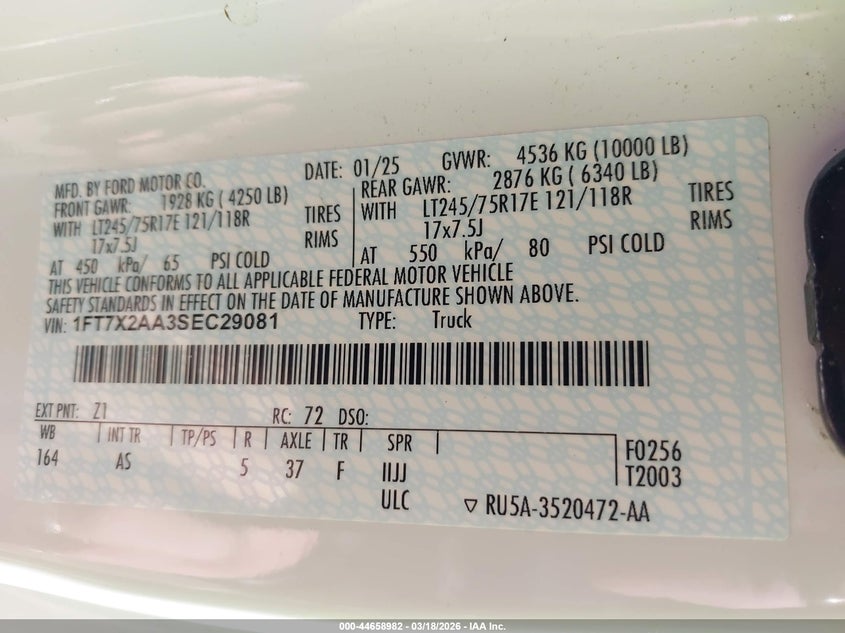 MFD. BY FORD MOTOR CO. DATE: 01/25 GVWR: 4536 KG (10000 LB)
FRONT GAWR: 1928 KG ( 4250 LB) REAR GAWR: 2876 KG ( 6340 LB)
WITH LT245/75R17E 121/118R TIRES WITH LT245/75R17E 121/118R TIRES
17x7.5J RIMS 17x7.5J RIMS
AT 450 kPa/ 65 PSI COLD AT 550 kPa/ 80 PSI COLD
THIS VEHICLE CONFORMS TO ALL APPLICABLE FEDERAL MOTOR VEHICLE
SAFETY STANDARDS IN EFFECT ON THE DATE OF MANUFACTURE SHOWN ABOVE.
VIN: 1FT7X2AA3SEC29081 TYPE: Truck
EXT PNT: Z1 RC: 72 DSO:
WB INT TR TP/PS R AXLE TR SPR
164 AS 5 37 F IIJJ
ULC
F0256
T2003
▽ RU5A-3520472-AA
000-44658982 - 03/18/2026 - IAA Inc.